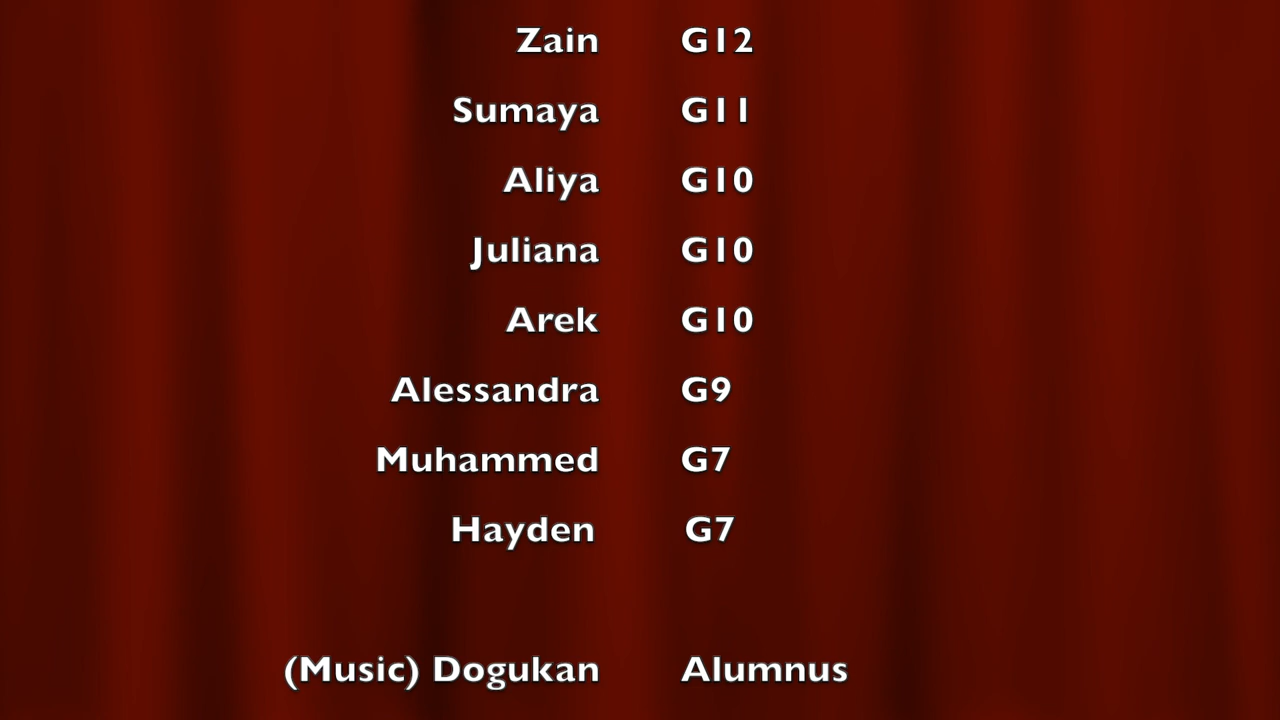 Zain G12
Sumaya G11
Aliya G10
Juliana G10
Arek G10
Alessandra G9
Muhammed G7
Hayden G7
(Music) Dogukan Alumnus